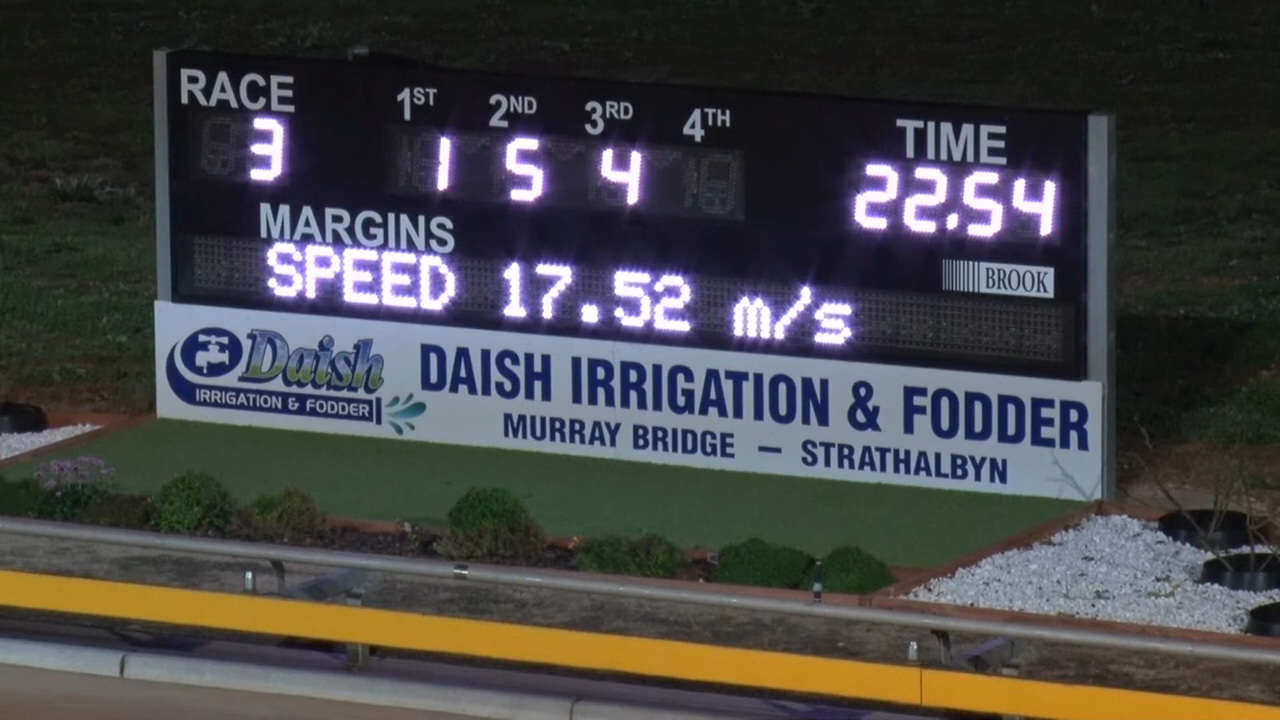 RACE 1ST 2ND 3RD 4TH TIME
3 1 5 4 22.54
MARGINS
SPEED 17.52 m/s
BROOK
Daish
IRRIGATION & FODDER
DAISH IRRIGATION & FODDER
MURRAY BRIDGE – STRATHALBYN